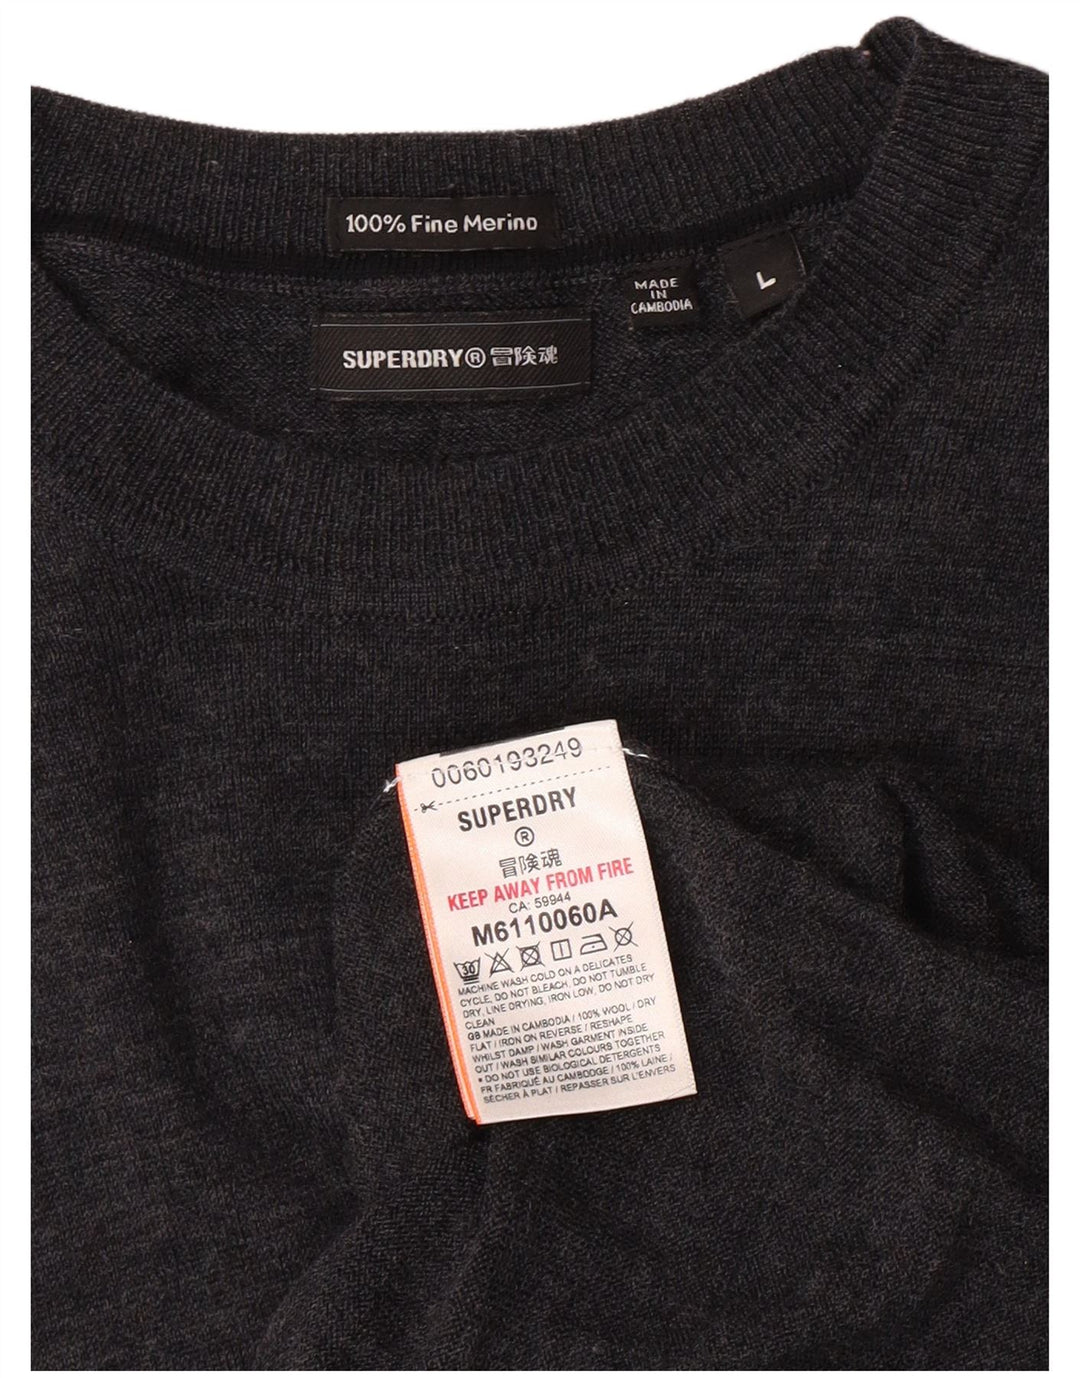 100% Fine Merino
MADE
IN
CAMBODIA
L
SUPERDRY® 冒険魂
0060193249
SUPERDRY
®
冒険魂
KEEP AWAY FROM FIRE
CA: 59944
M6110060A
30
MACHINE WASH COLD ON A DELICATES
CYCLE, DO NOT BLEACH, DO NOT TUMBLE
DRY, LINE DRYING, IRON LOW, DO NOT DRY
CLEAN
GB MADE IN CAMBODIA / 100% WOOL / DRY
FLAT / IRON ON REVERSE / RESHAPE
WHILST DAMP / WASH GARMENT INSIDE
OUT / WASH SIMILAR COLOURS TOGETHER
• DO NOT USE BIOLOGICAL DETERGENTS
FR FABRIQUÉ AU CAMBODGE / 100% LAINE /
SÉCHER À PLAT / REPASSER SUR L'ENVERS